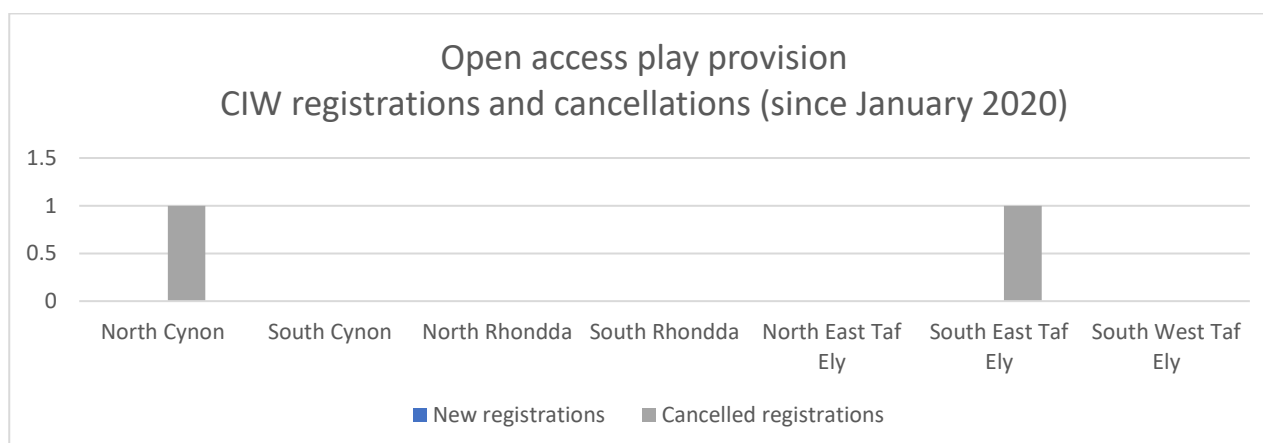 Open access play provision
CIW registrations and cancellations (since January 2020)
1.5
1
0.5
0
North Cynon South Cynon North Rhondda South Rhondda North East Taf Ely South East Taf Ely South West Taf Ely
New registrations Cancelled registrations